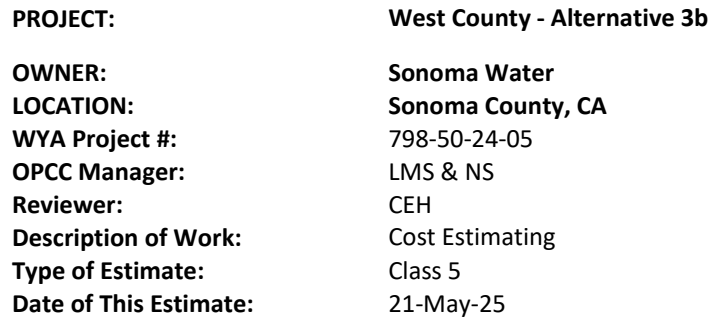 PROJECT: West County - Alternative 3b
OWNER: Sonoma Water
LOCATION: Sonoma County, CA
WYA Project #: 798-50-24-05
OPCC Manager: LMS & NS
Reviewer: CEH
Description of Work: Cost Estimating
Type of Estimate: Class 5
Date of This Estimate: 21-May-25